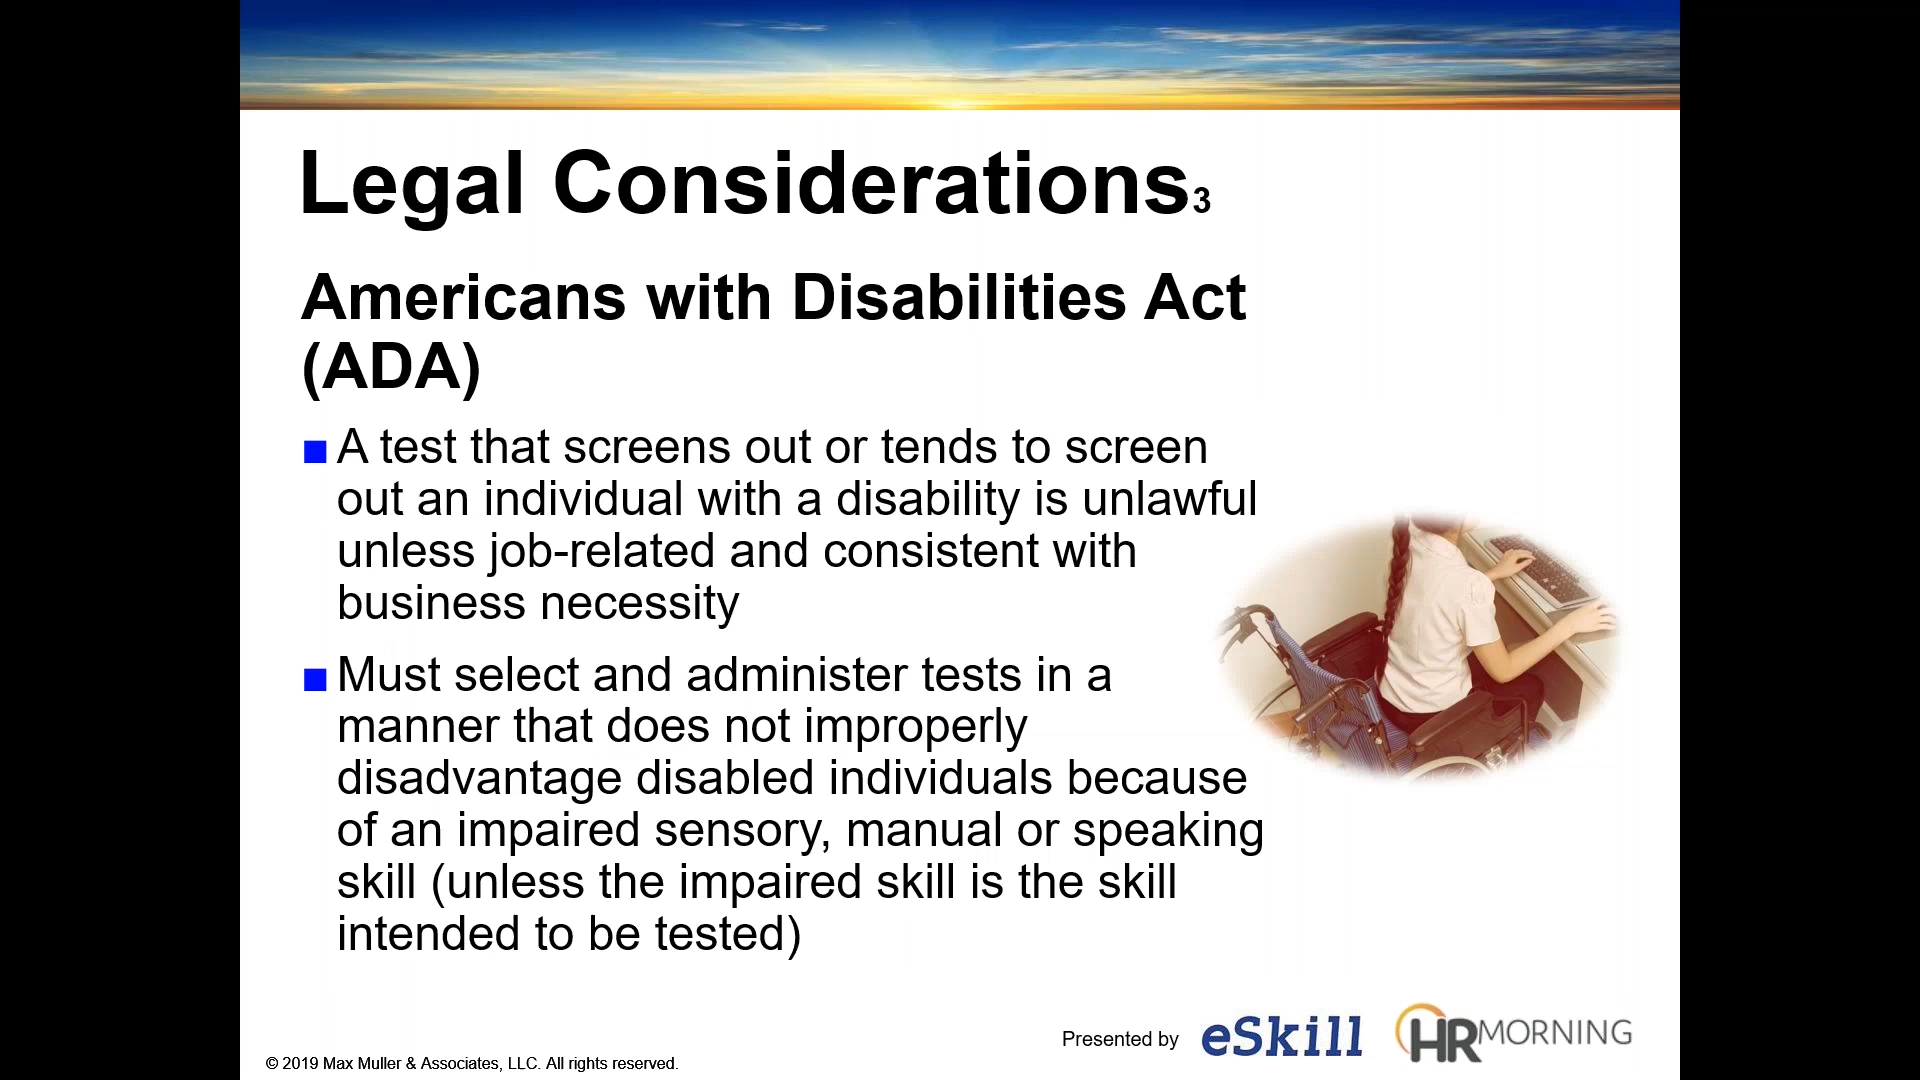 Legal Considerations3
Americans with Disabilities Act
(ADA)
A test that screens out or tends to screen
out an individual with a disability is unlawful
unless job-related and consistent with
business necessity
Must select and administer tests in a
manner that does not improperly
disadvantage disabled individuals because
of an impaired sensory, manual or speaking
skill (unless the impaired skill is the skill
intended to be tested)
Presented by eSkill HRMORNING
© 2019 Max Muller & Associates, LLC. All rights reserved.